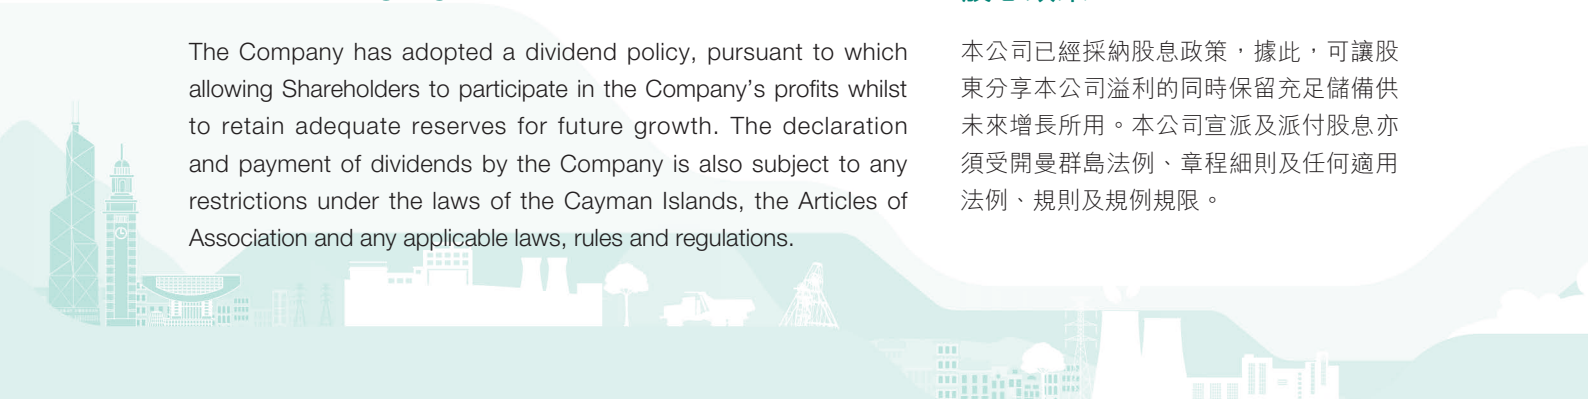 The Company has adopted a dividend policy, pursuant to which
allowing Shareholders to participate in the Company’s profits whilst
to retain adequate reserves for future growth. The declaration
and payment of dividends by the Company is also subject to any
restrictions under the laws of the Cayman Islands, the Articles of
Association and any applicable laws, rules and regulations.
本公司已經採納股息政策，據此，可讓股
東分享本公司溢利的同時保留充足儲備供
未來增長所用。本公司宣派及派付股息亦
須受開曼群島法例、章程細則及任何適用
法例、規則及規例規限。